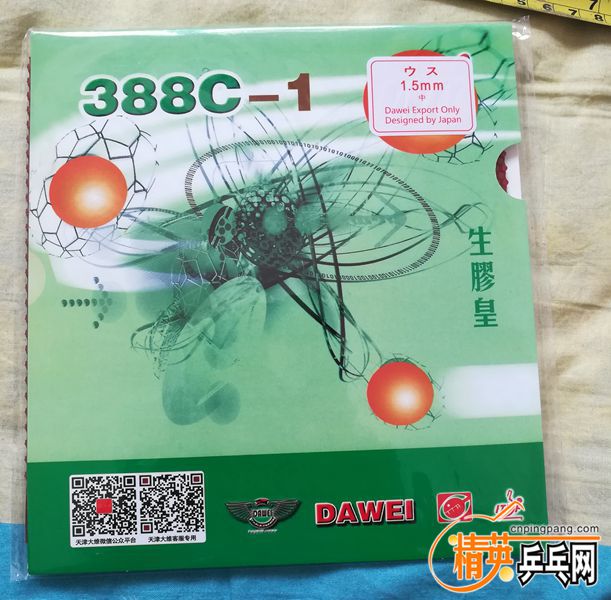 388C-1
ウス
1.5mm
中
Dawei Export Only
Designed by Japan
生膠皇
天津大维微信公众平台
天津大维客服专用
DAWEI
DAWEI
cnpingpang.com
精英乒乓网